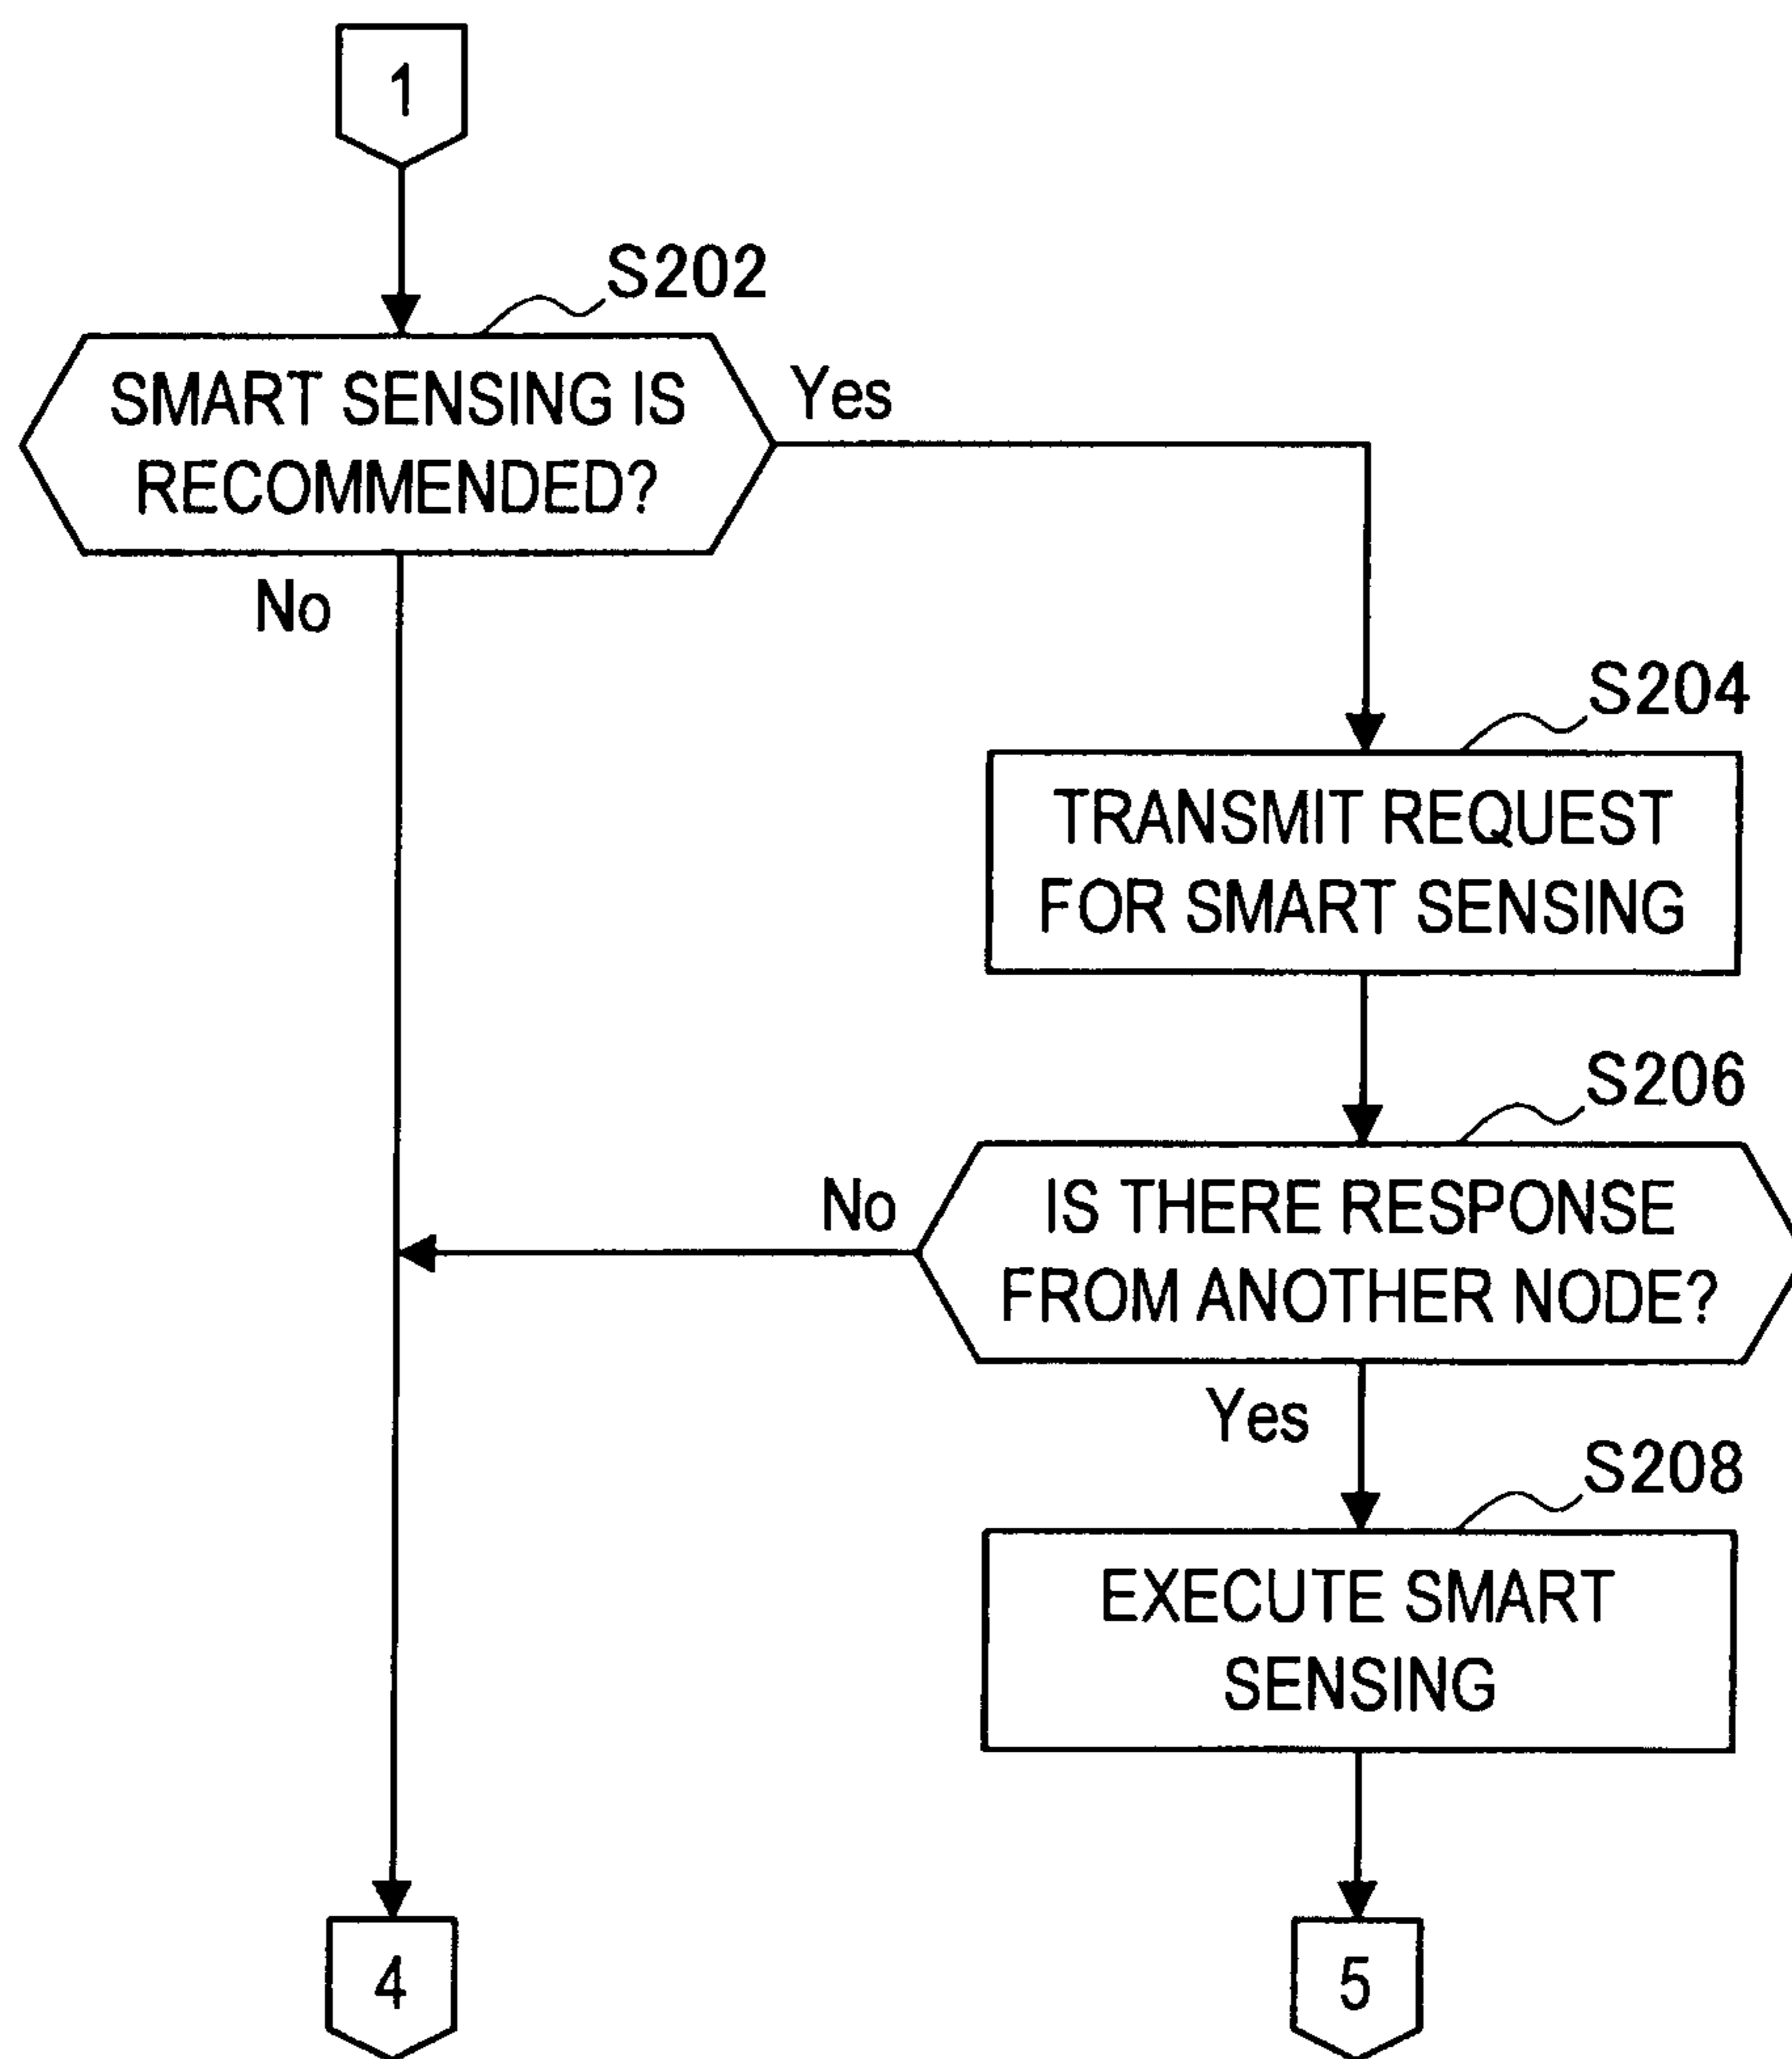 1
S202
SMART SENSING IS
RECOMMENDED?
Yes
No
S204
TRANSMIT REQUEST
FOR SMART SENSING
S206
No
IS THERE RESPONSE
FROM ANOTHER NODE?
Yes
S208
EXECUTE SMART
SENSING
4
5